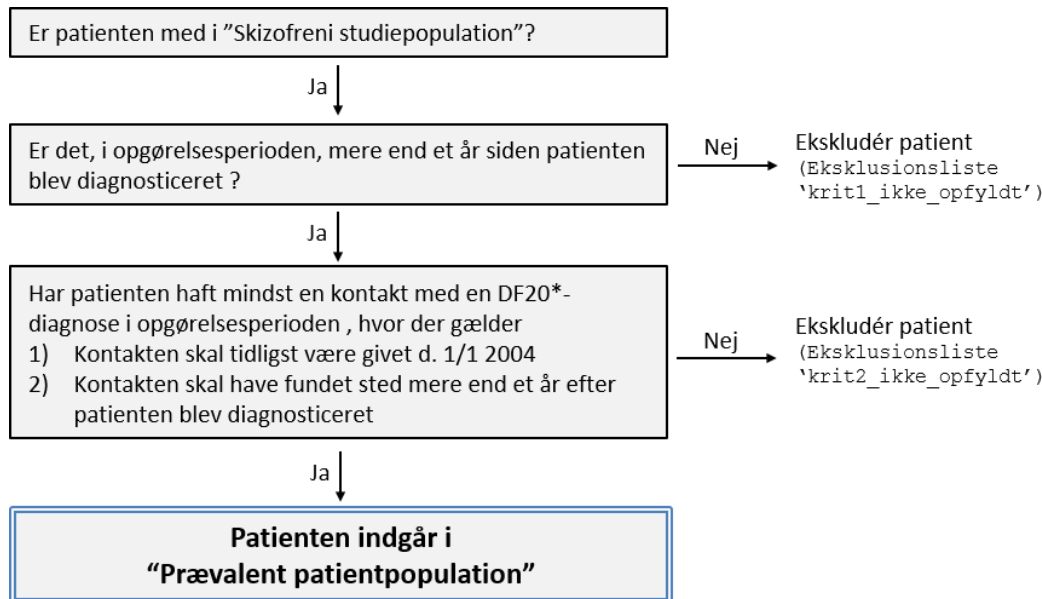 Er patienten med i ”Skizofreni studiepopulation”?
Ja
Er det, i opgørelsesperioden, mere end et år siden patienten
blev diagnosticeret ?
Nej
Ekskludér patient
(Eksklusionsliste
‘krit1_ikke_opfyldt’)
Ja
Har patienten haft mindst en kontakt med en DF20*-
diagnose i opgørelsesperioden , hvor der gælder
1) Kontakten skal tidligst være givet d. 1/1 2004
2) Kontakten skal have fundet sted mere end et år efter
patienten blev diagnosticeret
Nej
Ekskludér patient
(Eksklusionsliste
‘krit2_ikke_opfyldt’)
Ja
Patienten indgår i
“Prævalent patientpopulation”